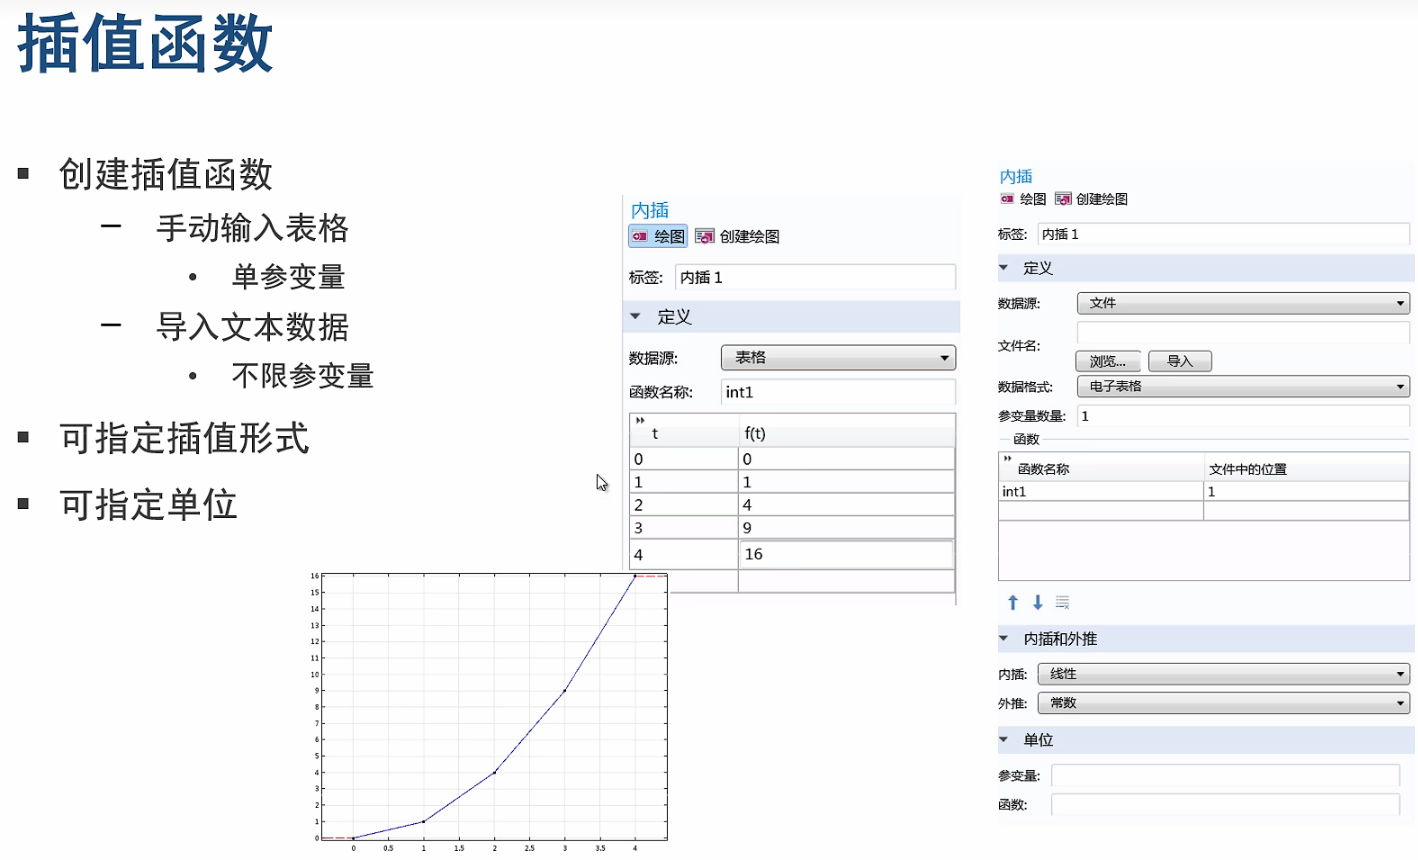 插值函数
创建插值函数
手动输入表格
单参变量
导入文本数据
不限参变量
可指定插值形式
可指定单位
内插
绘图 创建绘图
标签: 内插 1
定义
数据源: 表格
函数名称: int1
t f(t)
0 0
1 1
2 4
3 9
4 16
16
15
14
13
12
11
10
9
8
7
6
5
4
3
2
1
0
0 0.5 1 1.5 2 2.5 3 3.5 4
内插
绘图 创建绘图
标签: 内插 1
定义
数据源: 文件
文件名:
浏览... 导入
数据格式: 电子表格
参变量数量: 1
函数
函数名称 文件中的位置
int1 1
内插和外推
内插: 线性
外推: 常数
单位
参变量:
函数: